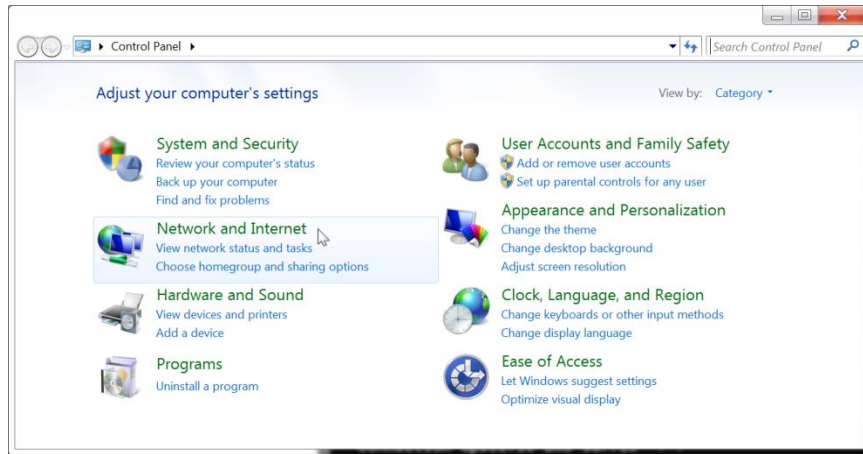 Control Panel
Search Control Panel
Adjust your computer's settings
View by: Category
System and Security
Review your computer's status
Back up your computer
Find and fix problems
Network and Internet
View network status and tasks
Choose homegroup and sharing options
Hardware and Sound
View devices and printers
Add a device
Programs
Uninstall a program
User Accounts and Family Safety
Add or remove user accounts
Set up parental controls for any user
Appearance and Personalization
Change the theme
Change desktop background
Adjust screen resolution
Clock, Language, and Region
Change keyboards or other input methods
Change display language
Ease of Access
Let Windows suggest settings
Optimize visual display